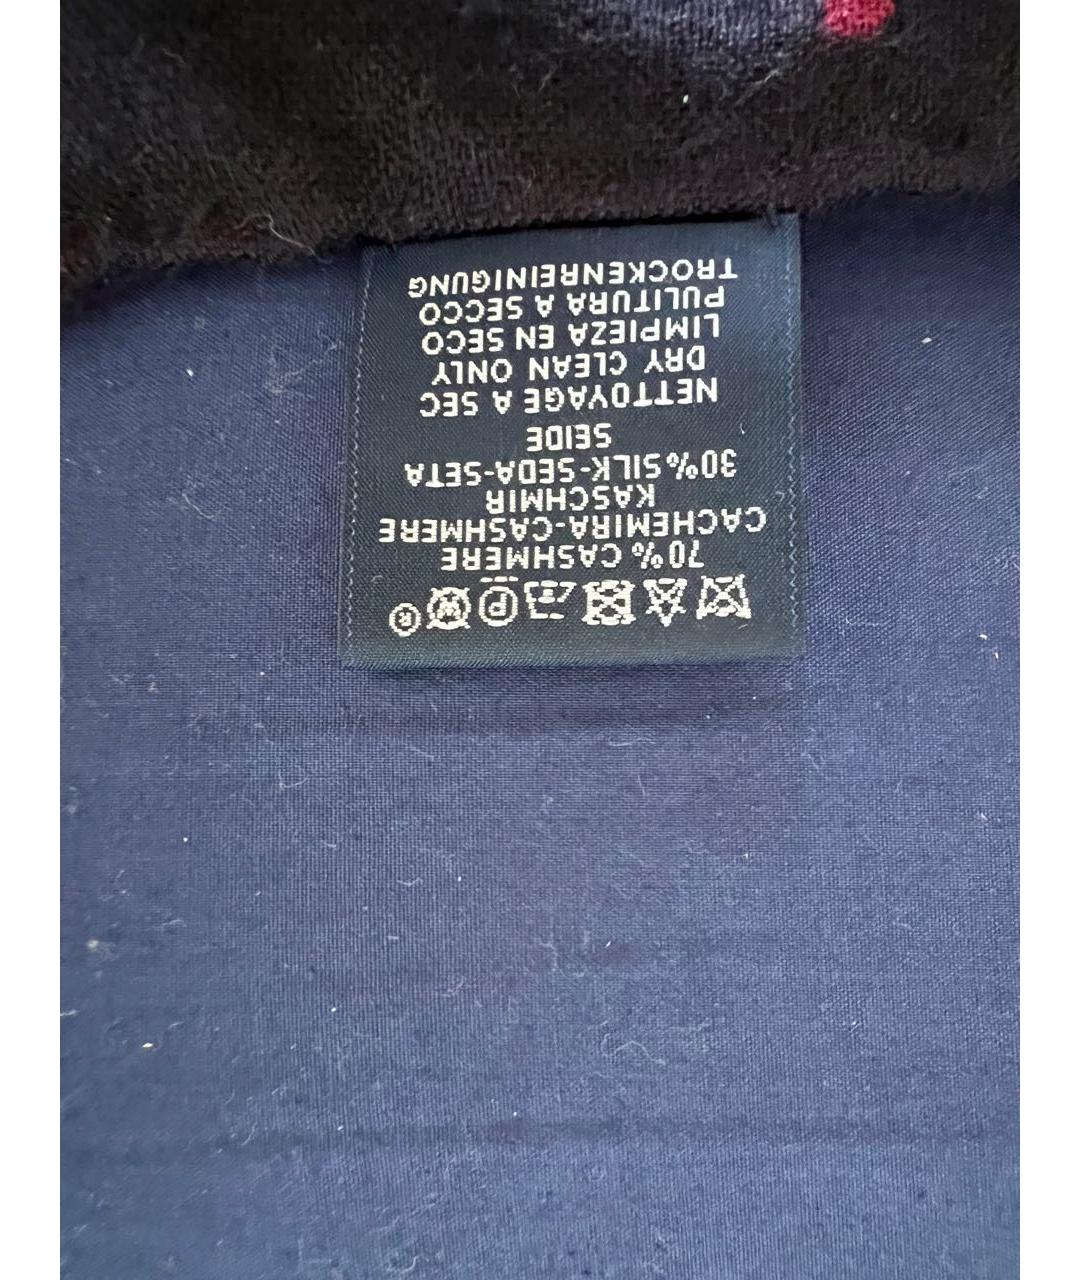 P W ®
70% CASHMERE
CACHEMIRA-CASHMERE
KASCHMIR
30% SILK-SEDA-SETA
SEIDE
NETTOYAGE A SEC
DRY CLEAN ONLY
LIMPIEZA EN SECO
PULITURA A SECCO
TROCKENREINIGUNG